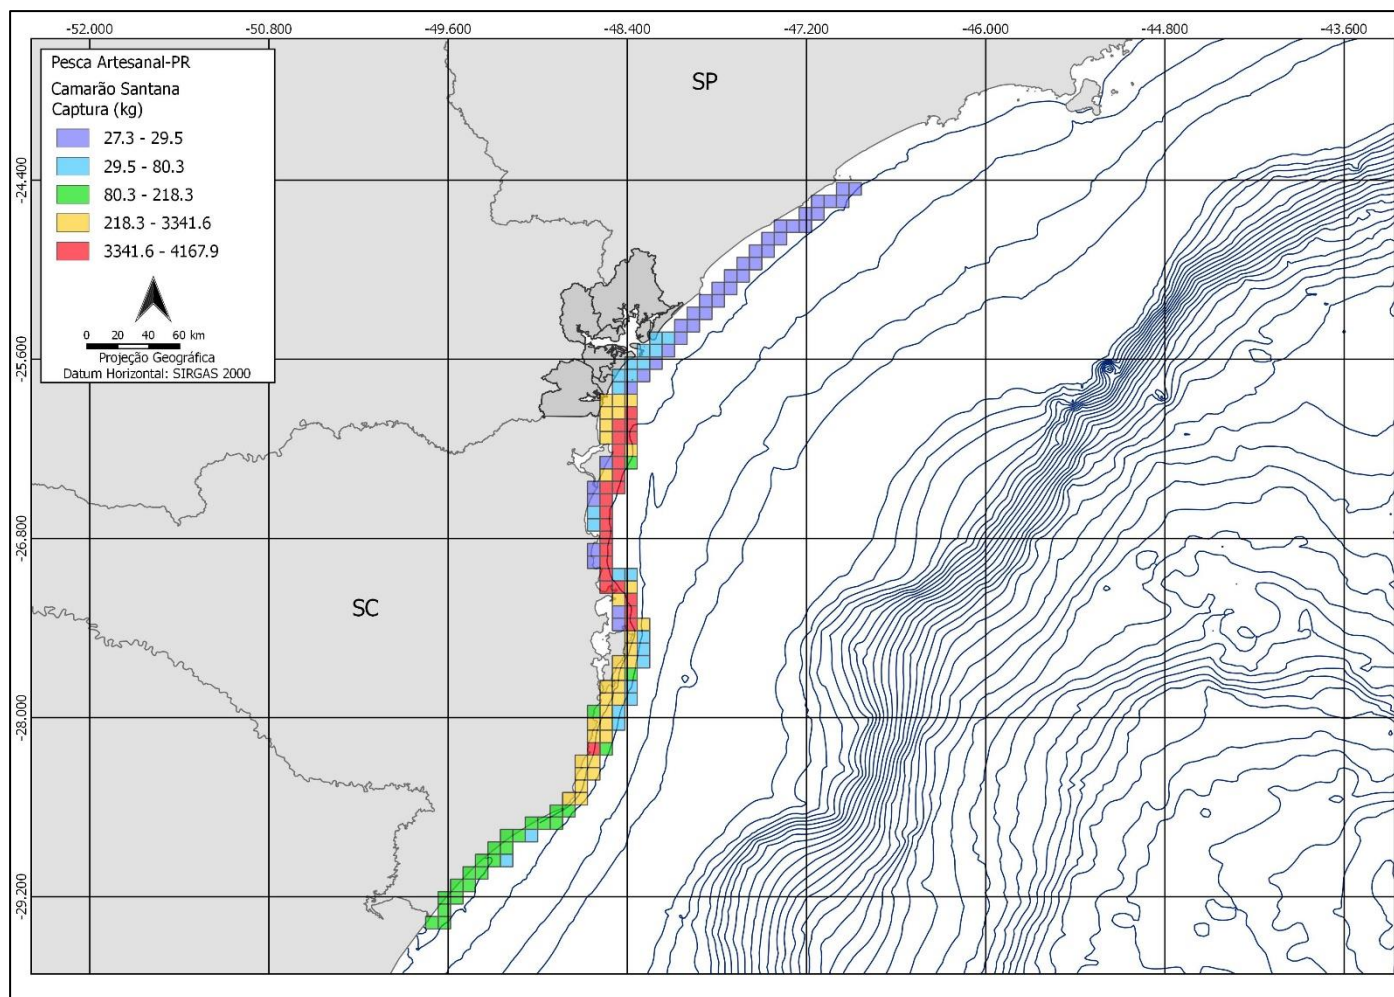 -52.000 -50.800 -49.600 -48.400 -47.200 -46.000 -44.800 -43.600
Pesca Artesanal-PR
Camarão Santana
Captura (kg)
27.3 - 29.5
29.5 - 80.3
80.3 - 218.3
218.3 - 3341.6
3341.6 - 4167.9
0 20 40 60 km
Projeção Geográfica
Datum Horizontal: SIRGAS 2000
SP
SC
-24.400
-25.600
-26.800
-28.000
-29.200